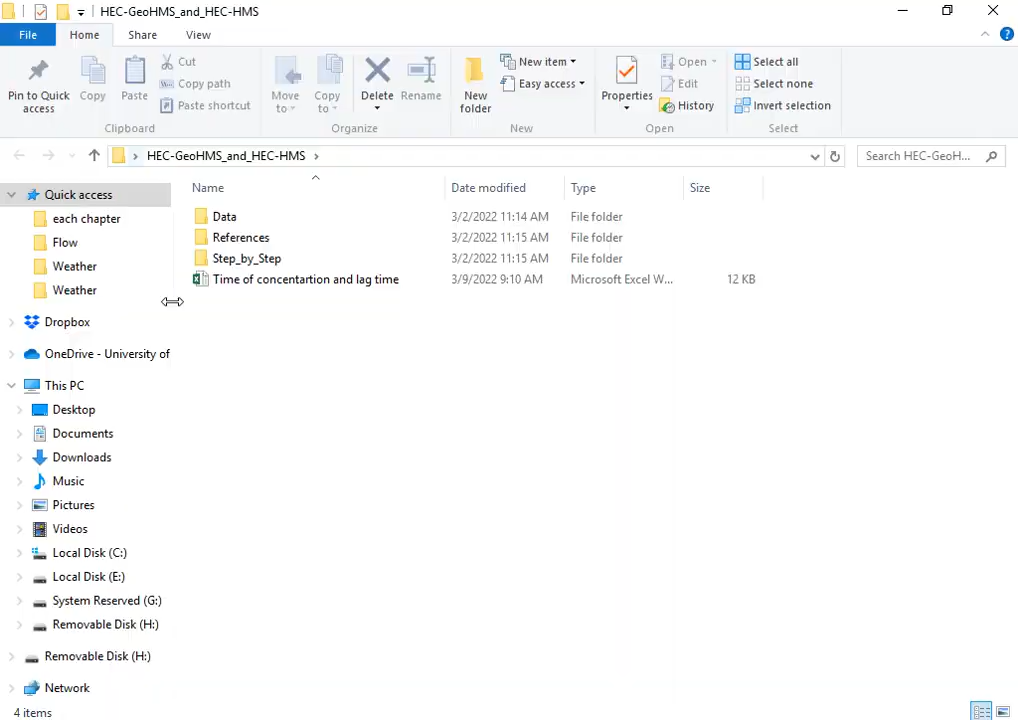 HEC-GeoHMS_and_HEC-HMS
File Home Share View
Pin to Quick access
Copy
Paste
Cut
Copy path
Paste shortcut
Clipboard
Move to
Copy to
Delete
Rename
Organize
New folder
New item
Easy access
New
Properties
Open
Edit
History
Open
Select all
Select none
Invert selection
Select
HEC-GeoHMS_and_HEC-HMS
Search HEC-GeoH...
Name Date modified Type Size
Data 3/2/2022 11:14 AM File folder
References 3/2/2022 11:15 AM File folder
Step_by_Step 3/2/2022 11:15 AM File folder
Time of concentartion and lag time 3/9/2022 9:10 AM Microsoft Excel W... 12 KB
Quick access
each chapter
Flow
Weather
Weather
Dropbox
OneDrive - University of
This PC
Desktop
Documents
Downloads
Music
Pictures
Videos
Local Disk (C:)
Local Disk (E:)
System Reserved (G:)
Removable Disk (H:)
Removable Disk (H:)
Network
4 items